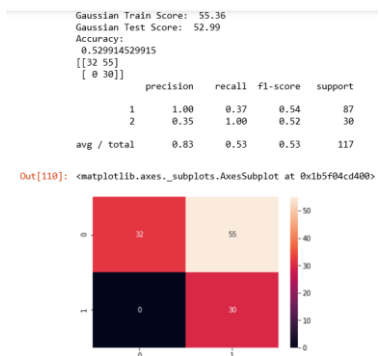 Gaussian Train Score: 55.36
Gaussian Test Score: 52.99
Accuracy:
0.529914529915
[[32 55]
[ 0 30]]
precision recall f1-score support
1 1.00 0.37 0.54 87
2 0.35 1.00 0.52 30
avg / total 0.83 0.53 0.53 117
Out[110]: <matplotlib.axes._subplots.AxesSubplot at 0x1b5f04cd400>
50
0 32 55
40
30
20
1 0 30
10
0
0 1